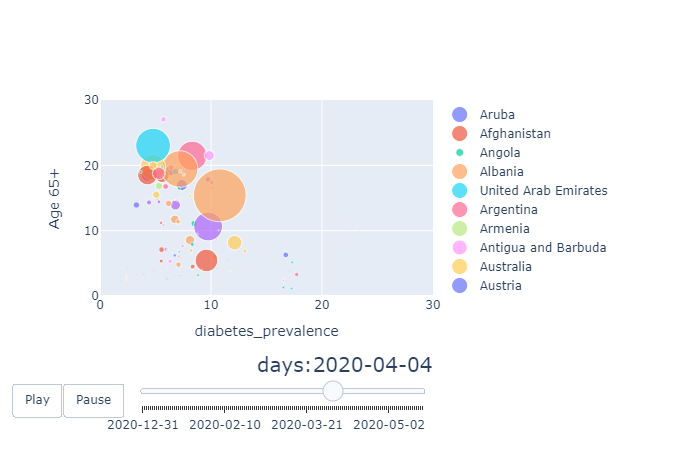 30
20
10
0
Age 65+
0 10 20 30
diabetes_prevalence
Aruba
Afghanistan
Angola
Albania
United Arab Emirates
Argentina
Armenia
Antigua and Barbuda
Australia
Austria
days:2020-04-04
Play Pause
2020-12-31 2020-02-10 2020-03-21 2020-05-02